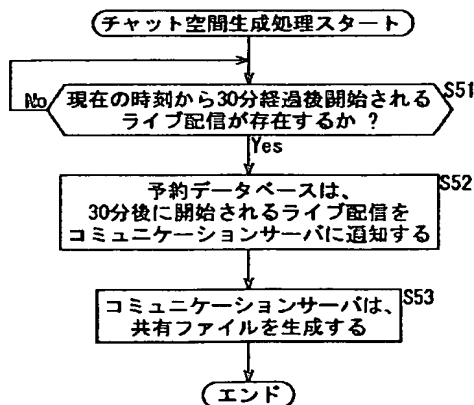 チャット空間生成処理スタート
No
現在の時刻から30分経過後開始される
ライブ配信が存在するか ?
S51
Yes
S52
予約データベースは、
30分後に開始されるライブ配信を
コミュニケーションサーバに通知する
S53
コミュニケーションサーバは、
共有ファイルを生成する
エンド